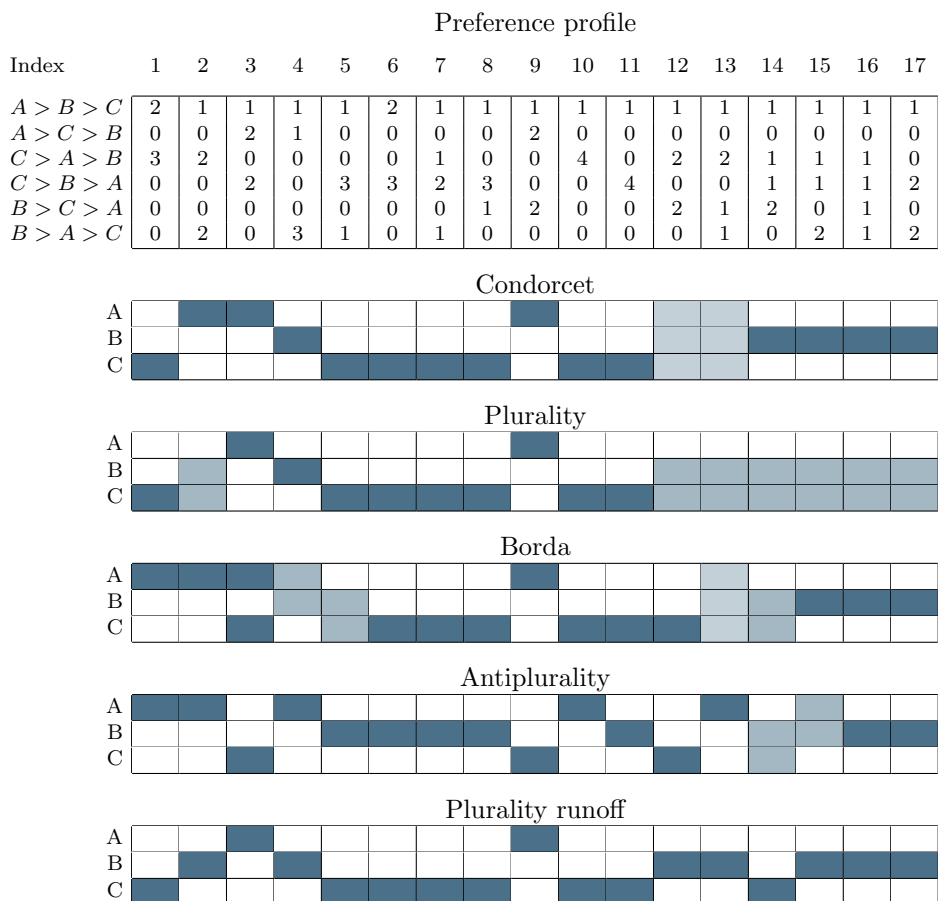 Preference profile
Index 1 2 3 4 5 6 7 8 9 10 11 12 13 14 15 16 17
A > B > C 2 1 1 1 1 2 1 1 1 1 1 1 1 1 1 1 1
A > C > B 0 0 2 1 0 0 0 0 2 0 0 0 0 0 0 0 0
C > A > B 3 2 0 0 0 0 1 0 0 4 0 2 2 1 1 1 0
C > B > A 0 0 2 0 3 3 2 3 0 0 4 0 0 1 1 1 2
B > C > A 0 0 0 0 0 0 0 1 2 0 0 2 1 2 0 1 0
B > A > C 0 2 0 3 1 0 1 0 0 0 0 0 1 0 2 1 2
Condorcet
A
B
C
Plurality
A
B
C
Borda
A
B
C
Antiplurality
A
B
C
Plurality runoff
A
B
C